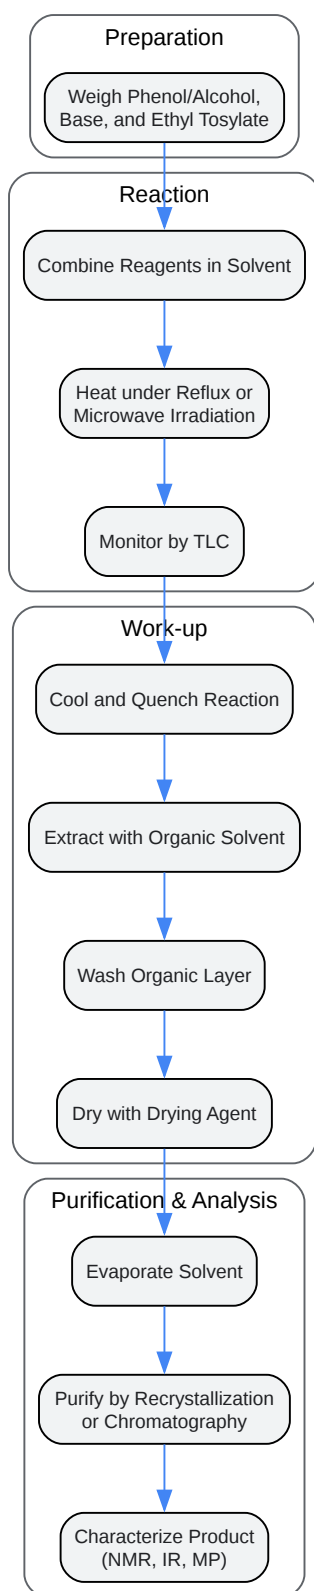 Preparation
Weigh Phenol/Alcohol,
Base, and Ethyl Tosylate
Reaction
Combine Reagents in Solvent
Heat under Reflux or
Microwave Irradiation
Monitor by TLC
Work-up
Cool and Quench Reaction
Extract with Organic Solvent
Wash Organic Layer
Dry with Drying Agent
Purification & Analysis
Evaporate Solvent
Purify by Recrystallization
or Chromatography
Characterize Product
(NMR, IR, MP)